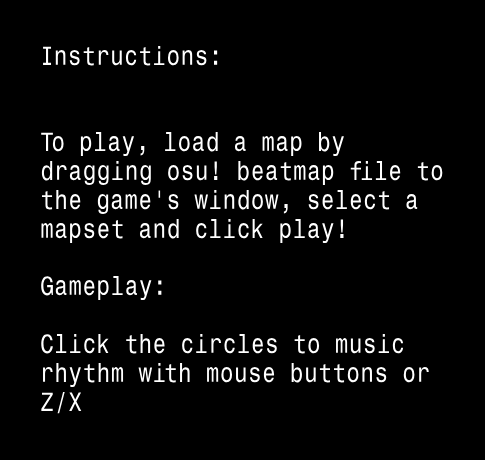 Instructions:
To play, load a map by
dragging osu! beatmap file to
the game's window, select a
mapset and click play!
Gameplay:
Click the circles to music
rhythm with mouse buttons or
Z/X